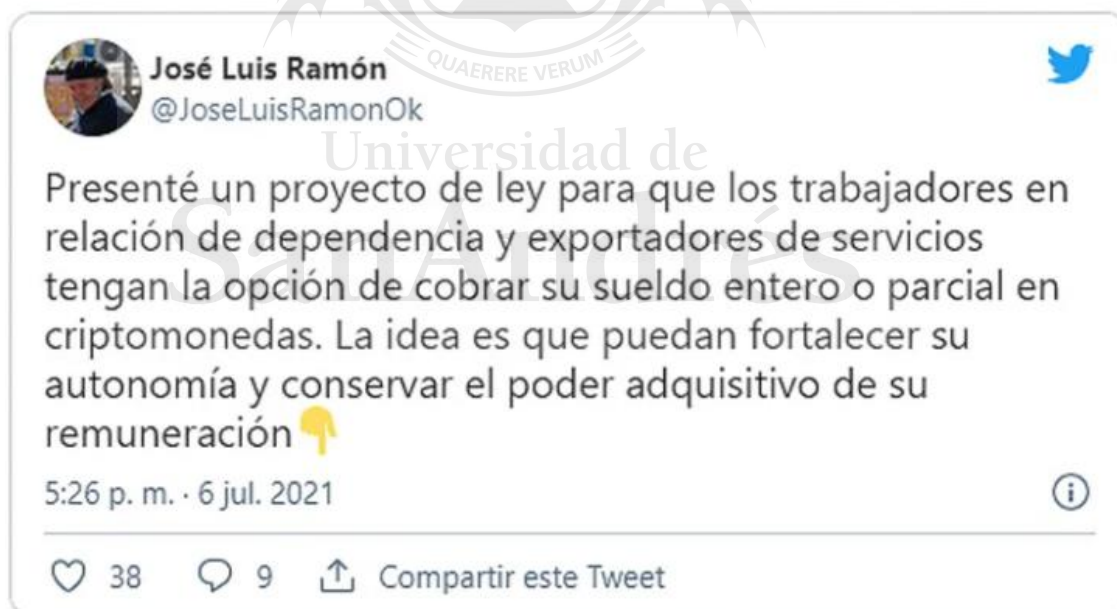 QUAERERE VERUM
José Luis Ramón
@JoseLuisRamonOk
Universidad de
SanAndrés
Presenté un proyecto de ley para que los trabajadores en
relación de dependencia y exportadores de servicios
tengan la opción de cobrar su sueldo entero o parcial en
criptomonedas. La idea es que puedan fortalecer su
autonomía y conservar el poder adquisitivo de su
remuneración👇
5:26 p. m. · 6 jul. 2021
38 9 Compartir este Tweet